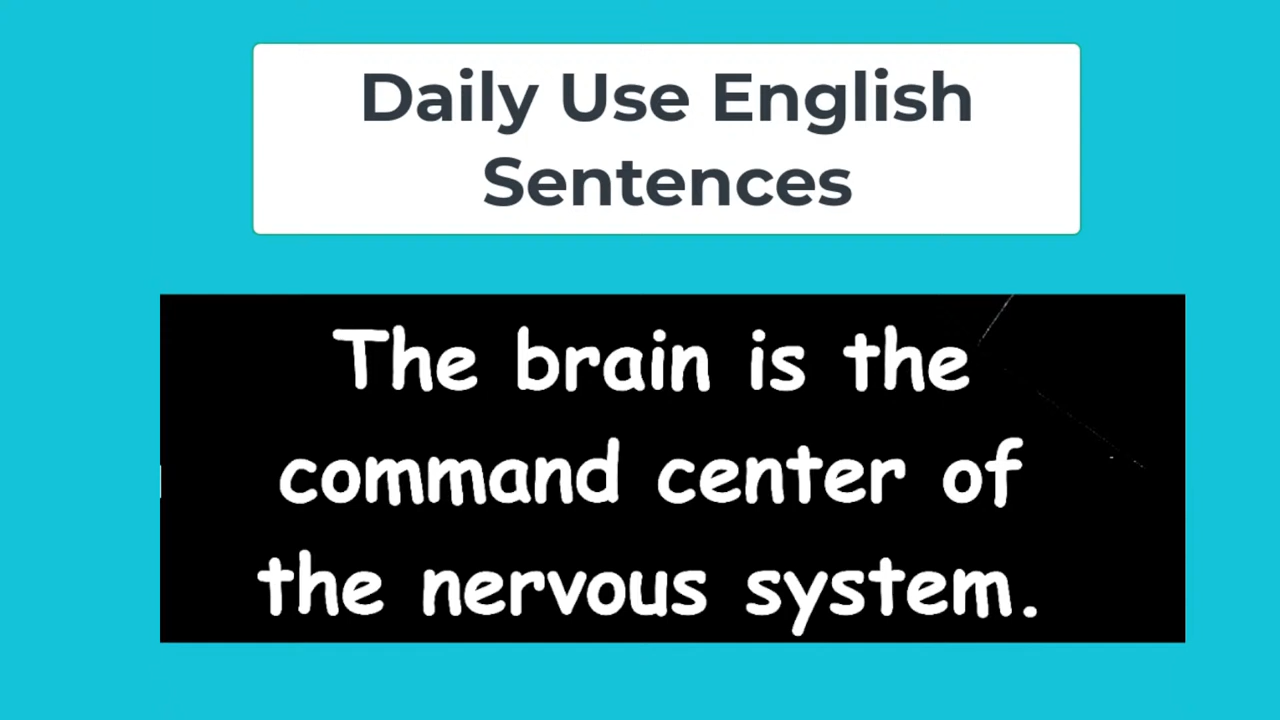 Daily Use English
Sentences
The brain is the
command center of
the nervous system.